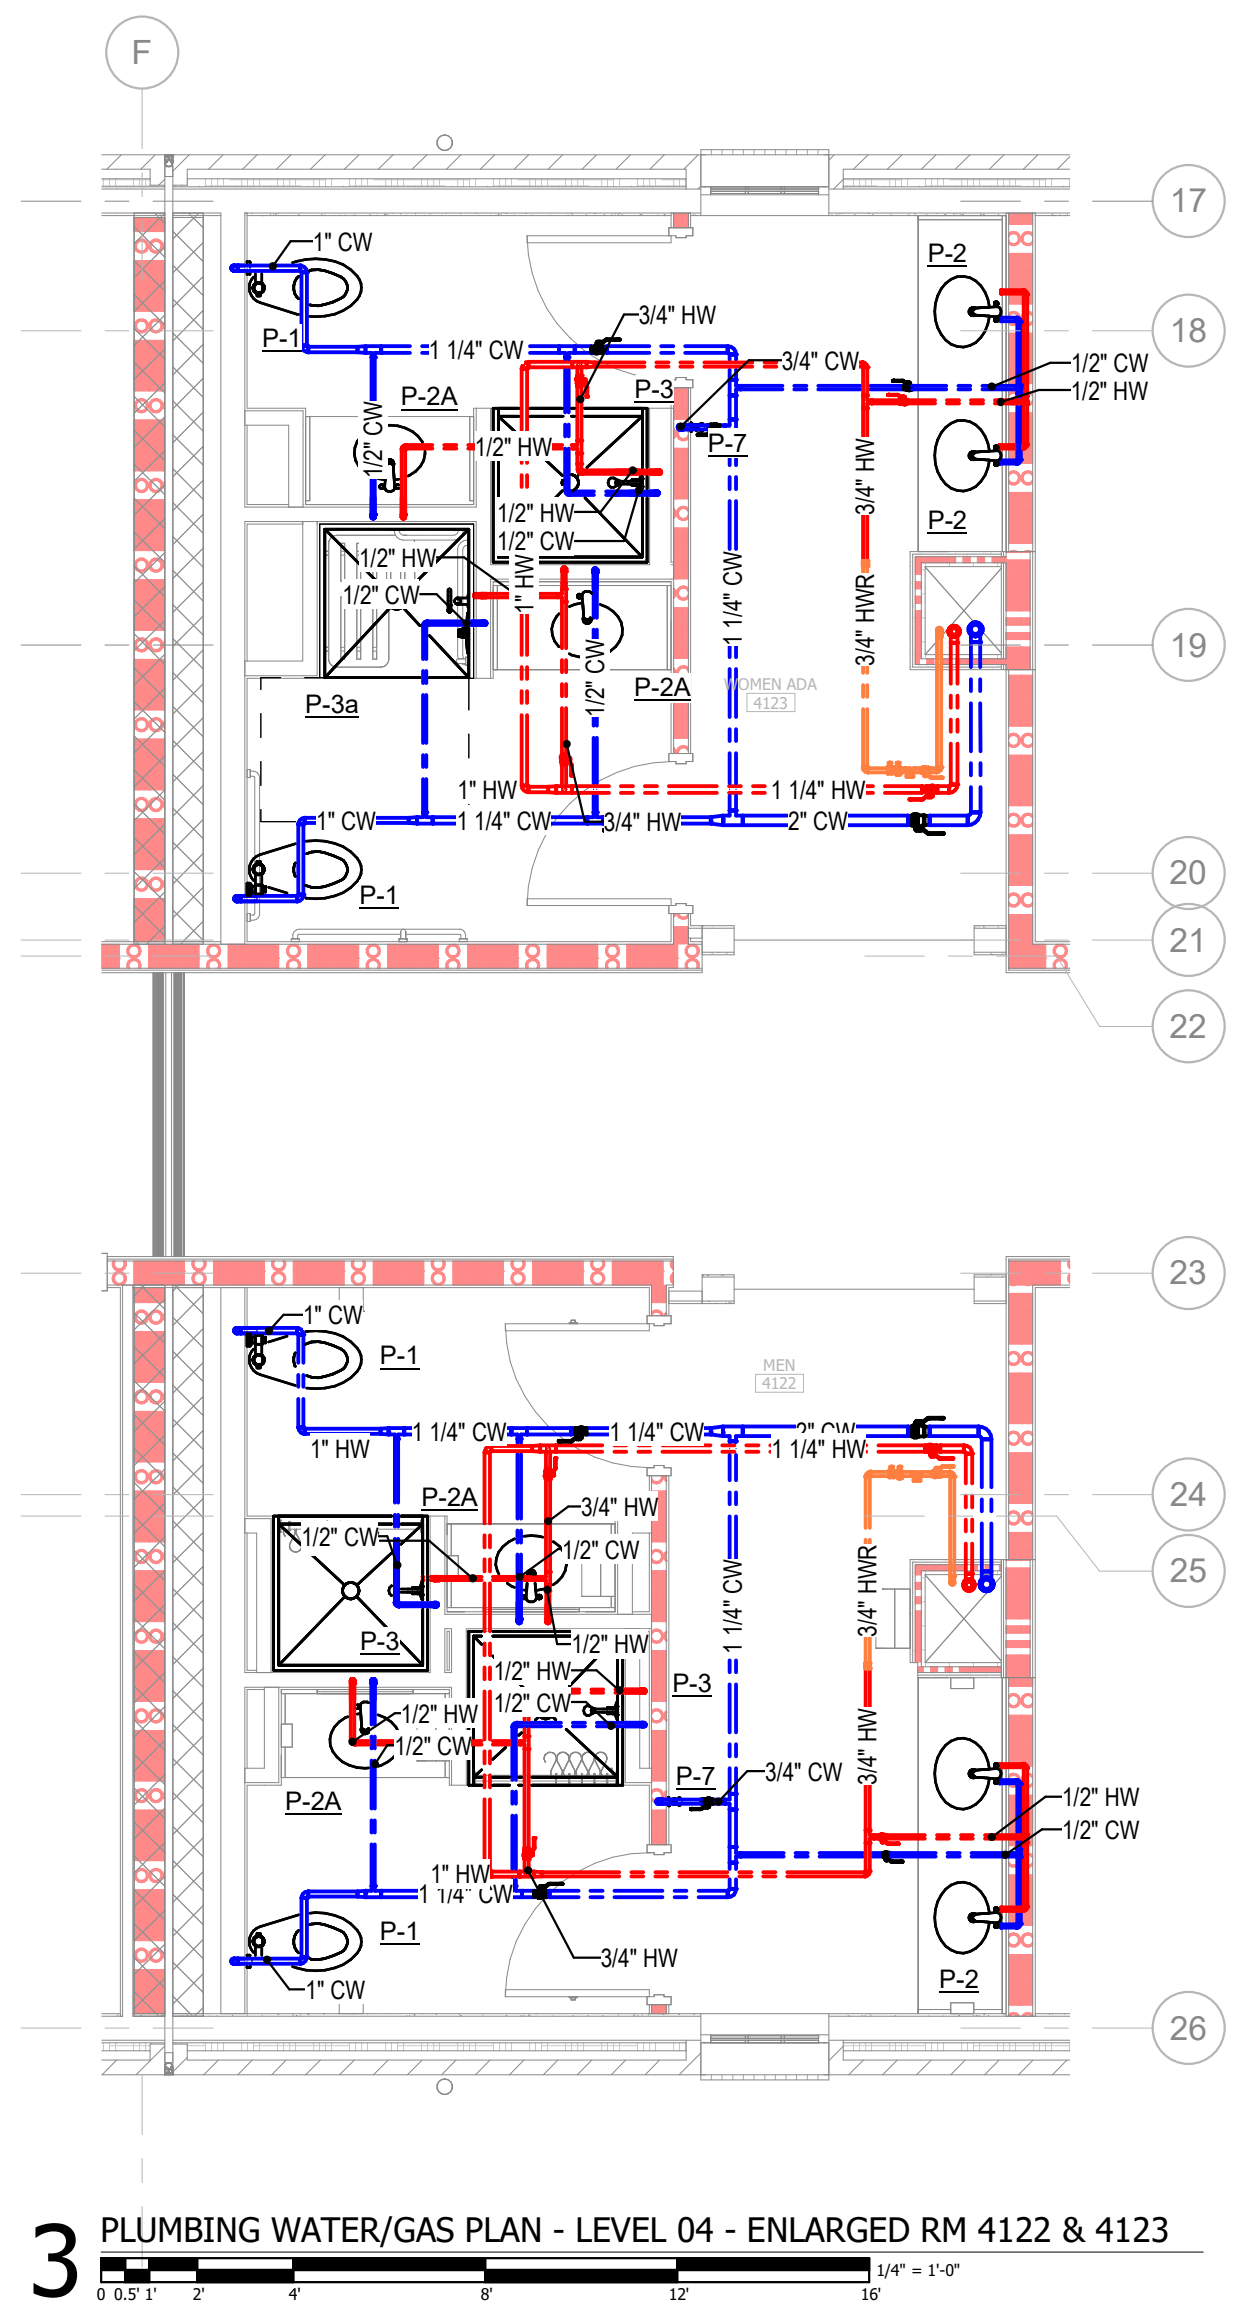 F
17
1" CW
P-2
3/4" HW
18
P-1
1 1/4" CW
3/4" CW
1/2" CW
P-3
1/2" HW
P-2A
1/2" CW
1/2" HW
P-7
3/4" HW
1/2" HW
P-2
1/2" CW
1/2" HW
1" HW
1 1/4" CW
1/2" CW
3/4" HWR
19
1/2" CW
P-2A
WOMEN ADA
4123
P-3a
1" HW
1 1/4" HW
1" CW
1 1/4" CW
3/4" HW
2" CW
20
P-1
21
22
23
1" CW
P-1
MEN
4122
1" HW
1 1/4" CW
1 1/4" CW
2" CW
1 1/4" HW
P-2A
3/4" HW
24
1/2" CW
1/2" CW
25
1 1/4" CW
3/4" HWR
P-3
1/2" HW
1/2" HW
P-3
1/2" CW
1/2" HW
1/2" CW
3/4" HW
P-7
3/4" CW
P-2A
1/2" HW
1/2" CW
1" HW
1 1/4" CW
P-1
3/4" HW
1" CW
P-2
26
3
PLUMBING WATER/GAS PLAN - LEVEL 04 - ENLARGED RM 4122 & 4123
1/4" = 1'-0"
0 0.5' 1' 2' 4' 8' 12' 16'